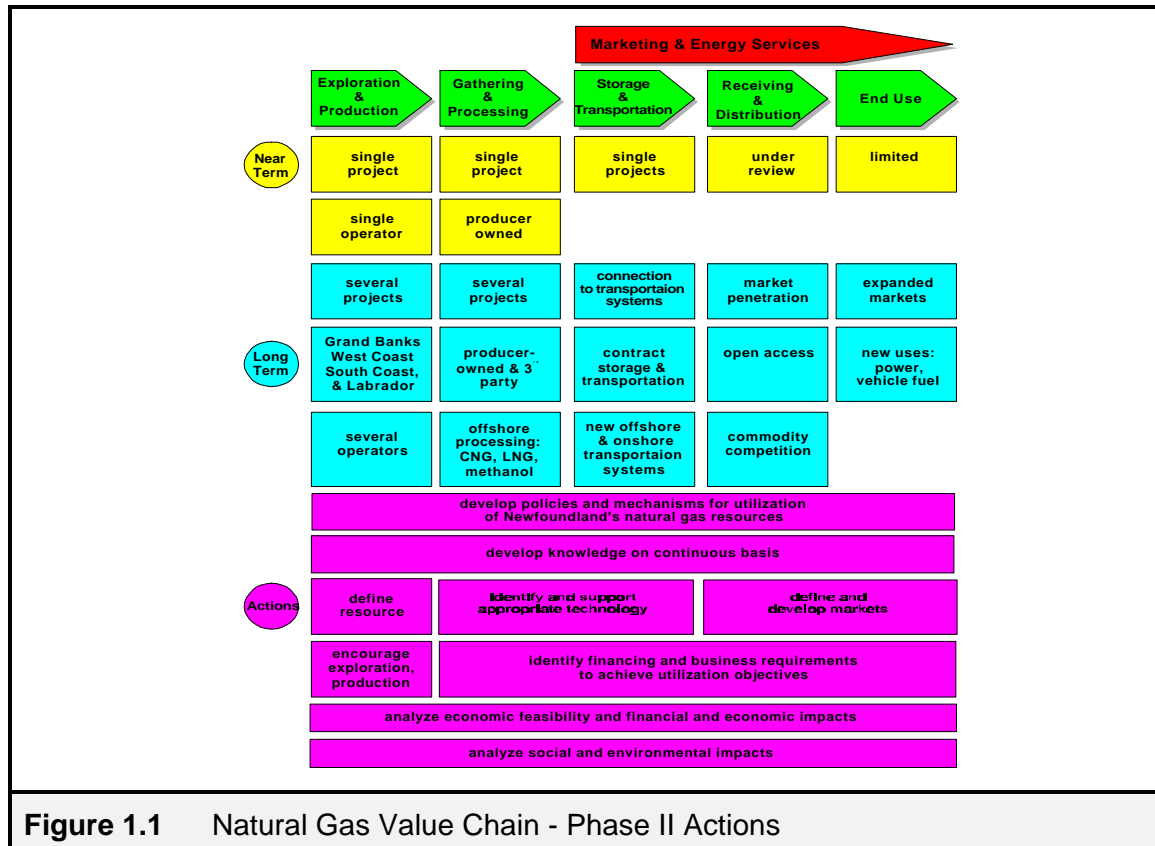 Marketing & Energy Services
Exploration
&
Production
Gathering
&
Processing
Storage
&
Transportation
Receiving
&
Distribution
End Use
Near
Term
single
project
single
project
single
projects
under
review
limited
single
operator
producer
owned
several
projects
several
projects
connection
to transportaion
systems
market
penetration
expanded
markets
Long
Term
Grand Banks
West Coast
South Coast,
& Labrador
producer-
owned & 3
party
contract
storage &
transportation
open access
new uses:
power,
vehicle fuel
several
operators
offshore
processing:
CNG, LNG,
methanol
new offshore
& onshore
transportaion
systems
commodity
competition
develop policies and mechanisms for utilization
of Newfoundland's natural gas resources
develop knowledge on continuous basis
Actions
define
resource
identify and support
appropriate technology
define and
develop markets
encourage
exploration,
production
identify financing and business requirements
to achieve utilization objectives
analyze economic feasibility and financial and economic impacts
analyze social and environmental impacts
Figure 1.1 Natural Gas Value Chain - Phase II Actions